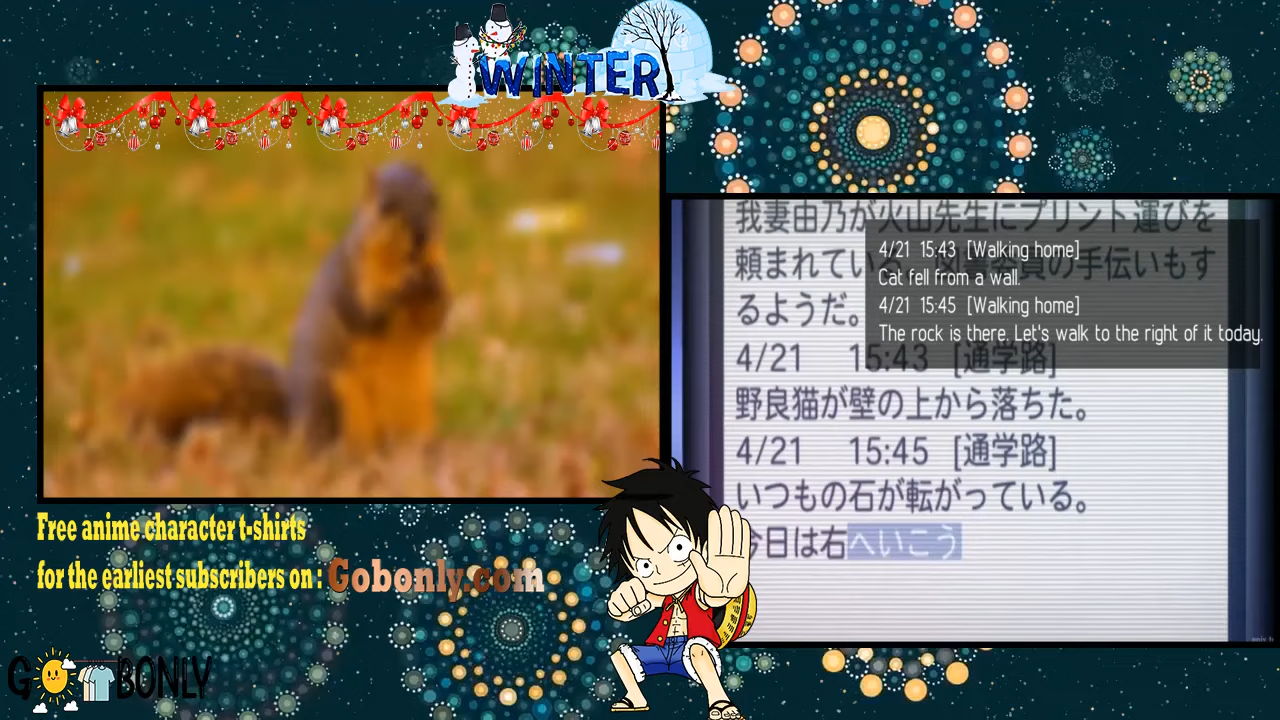 WINTER
我妻由乃が火山先生にプリント運びを
頼まれている。
の手伝いもす
るようだ。
4/21 15:43 [Walking home]
Cat fell from a wall.
4/21 15:45 [Walking home]
The rock is there. Let's walk to the right of it today.
4/21 15:43 [通学路]
野良猫が壁の上から落ちた。
4/21 15:45 [通学路]
いつもの石が転がっている。
今日は右へいこう
Free anime character t-shirts
for the earliest subscribers on : Gobonly.com
GOBONLY